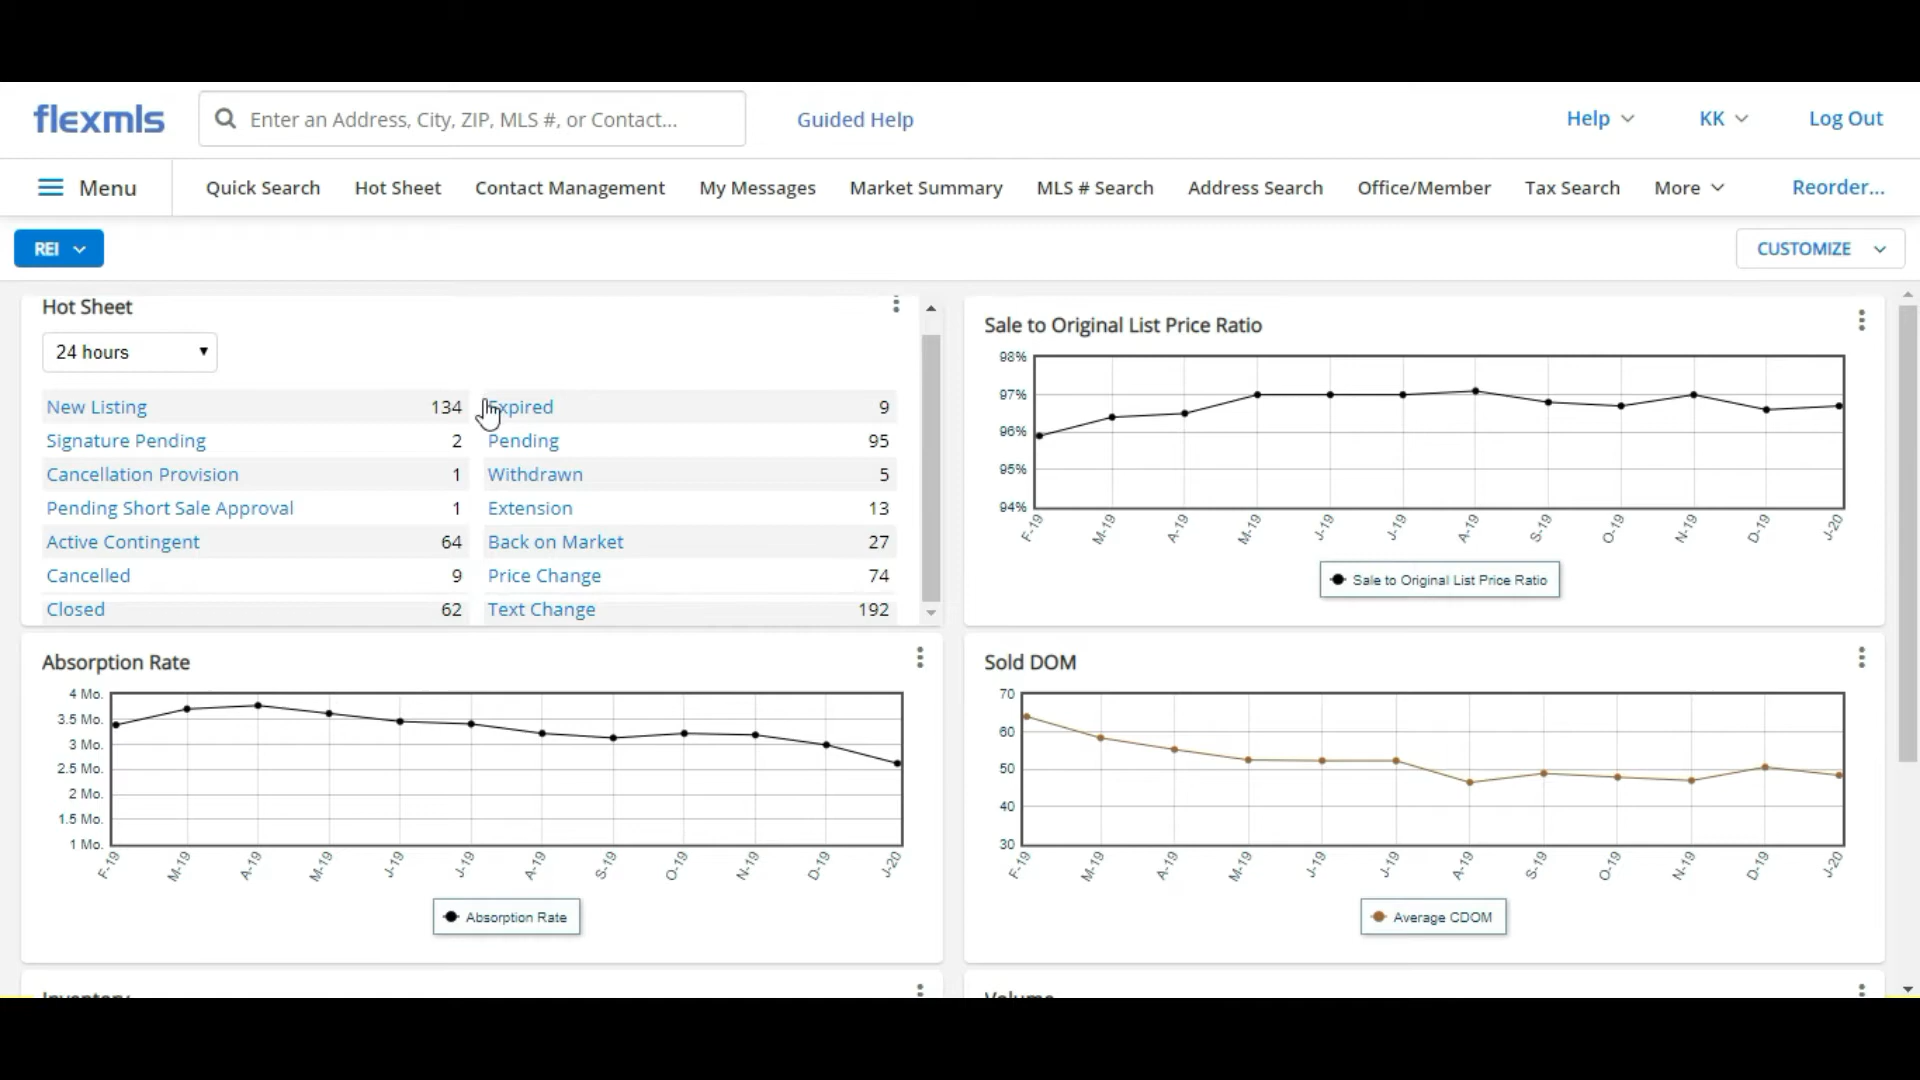 flexmls
Enter an Address, City, ZIP, MLS #, or Contact...
Guided Help
Help
KK
Log Out
Menu
Quick Search
Hot Sheet
Contact Management
My Messages
Market Summary
MLS # Search
Address Search
Office/Member
Tax Search
More
Reorder...
REI
CUSTOMIZE
Hot Sheet
24 hours
New Listing 134
Expired 9
Signature Pending 2
Pending 95
Cancellation Provision 1
Withdrawn 5
Pending Short Sale Approval 1
Extension 13
Active Contingent 64
Back on Market 27
Cancelled 9
Price Change 74
Closed 62
Text Change 192
Sale to Original List Price Ratio
98%
97%
96%
95%
94%
F-19 M-19 A-19 M-19 J-19 J-19 A-19 S-19 O-19 N-19 D-19 J-20
Sale to Original List Price Ratio
Absorption Rate
4 Mo.
3.5 Mo.
3 Mo.
2.5 Mo.
2 Mo.
1.5 Mo.
1 Mo.
F-19 M-19 A-19 M-19 J-19 J-19 A-19 S-19 O-19 N-19 D-19 J-20
Absorption Rate
Sold DOM
70
60
50
40
30
F-19 M-19 A-19 M-19 J-19 J-19 A-19 S-19 O-19 N-19 D-19 J-20
Average CDOM
Inventory
Volume